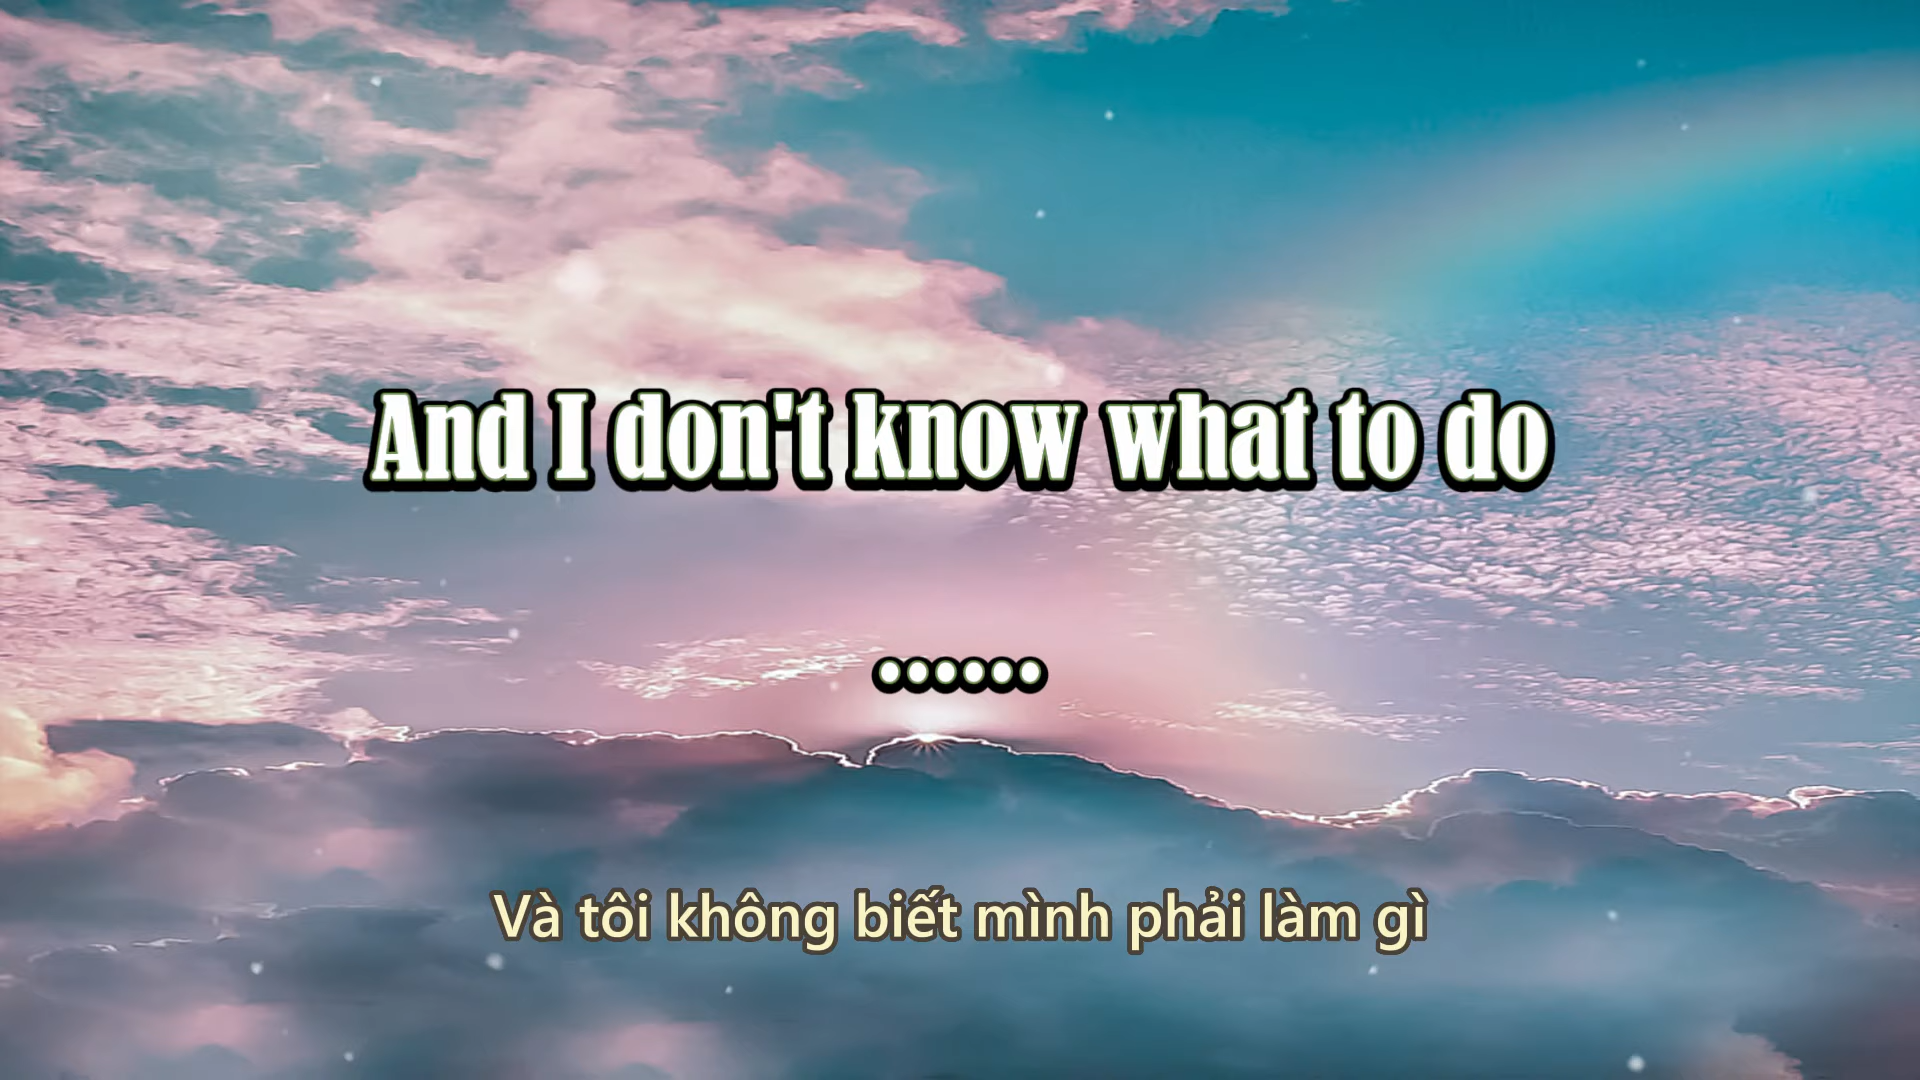 And I don't know what to do
••••••
Và tôi không biết mình phải làm gì